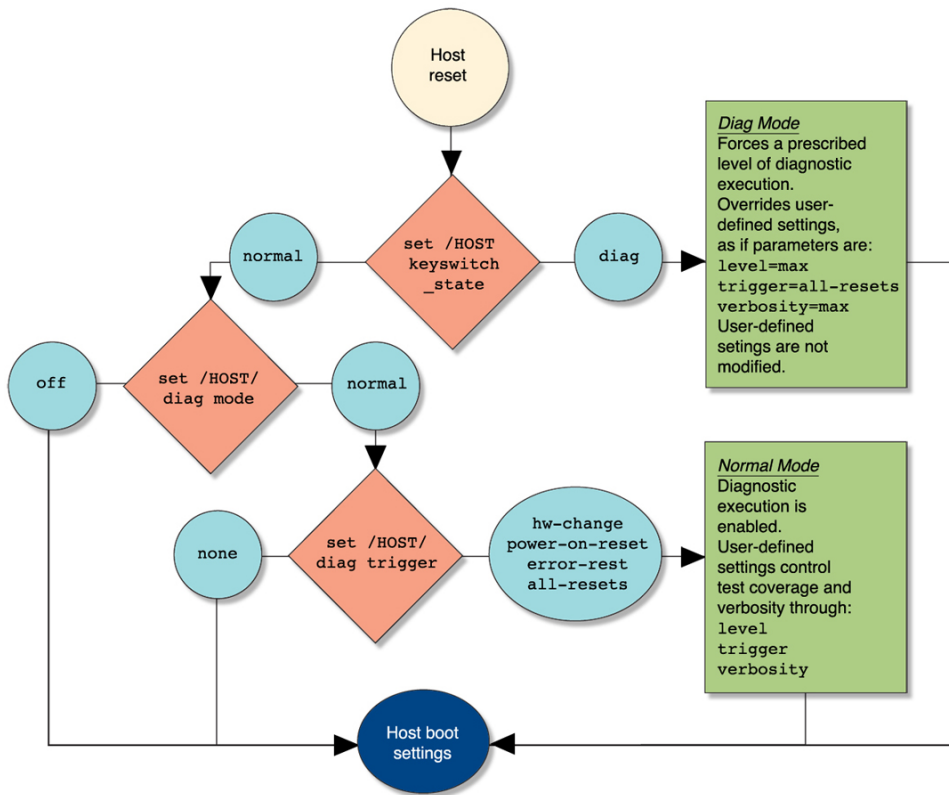 Host
reset
Diag Mode
Forces a prescribed
level of diagnostic
execution.
Overrides user-
defined settings,
as if parameters are:
level=max
trigger=all-resets
verbosity=max
User-defined
setings are not
modified.
normal
set /HOST
keyswitch
_state
diag
off
set /HOST/
diag mode
normal
Normal Mode
Diagnostic
execution is
enabled.
User-defined
settings control
test coverage and
verbosity through:
level
trigger
verbosity
none
set /HOST/
diag trigger
hw-change
power-on-reset
error-rest
all-resets
Host boot
settings